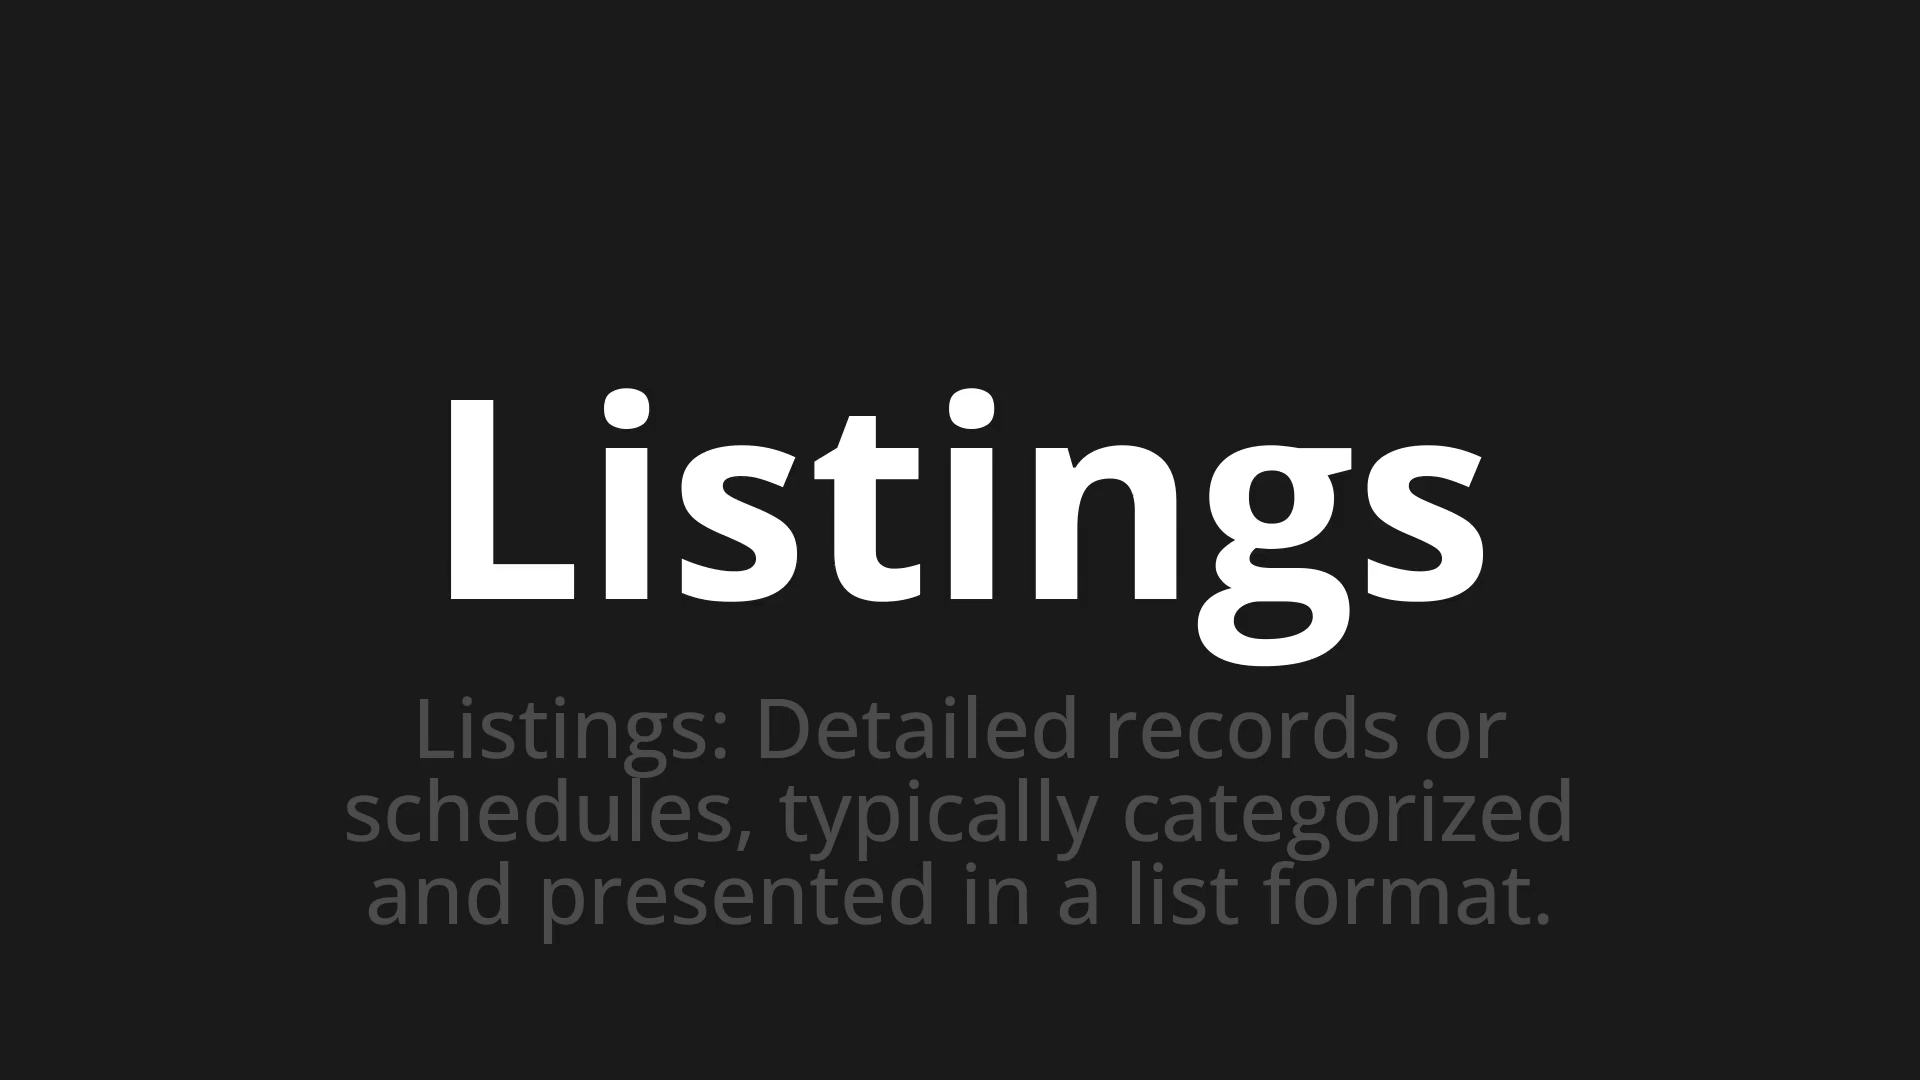 Listings
Listings: Detailed records or
schedules, typically categorized
and presented in a list format.